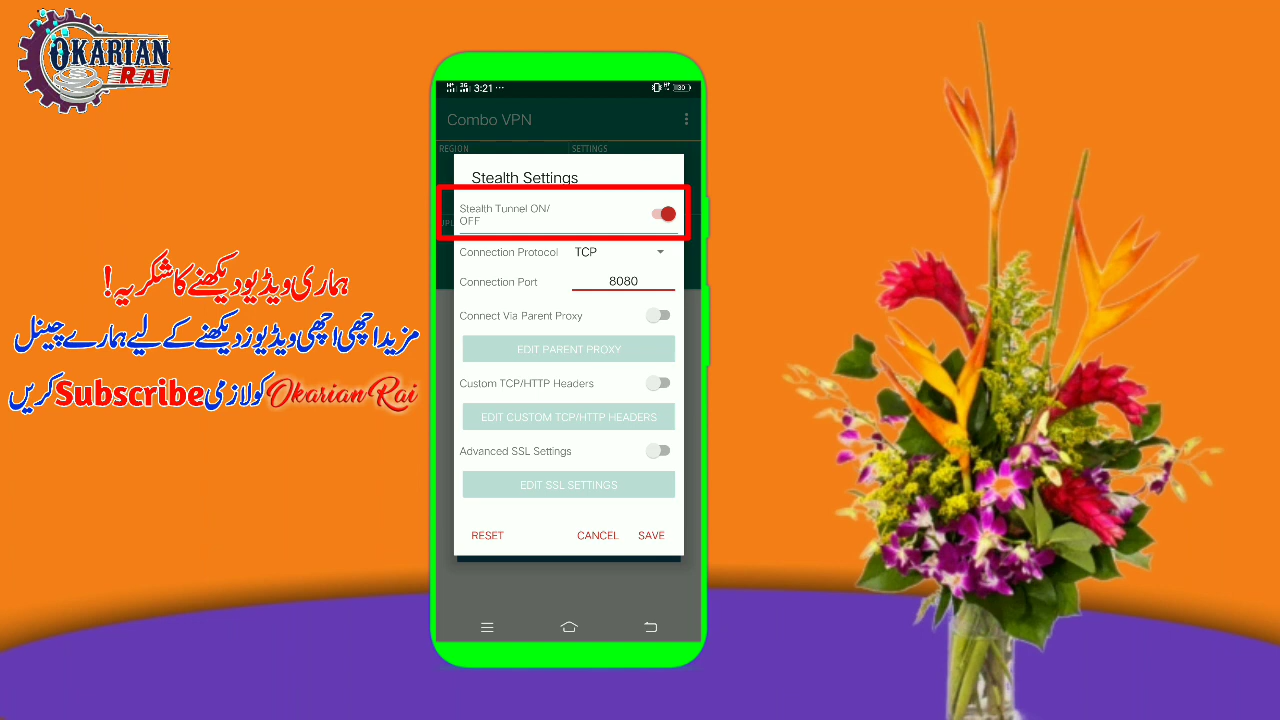 OKARIAN
RAI
3:21
Combo VPN
REGION
SETTINGS
Stealth Settings
Stealth Tunnel ON/
OFF
Connection Protocol
TCP
Connection Port
8080
Connect Via Parent Proxy
EDIT PARENT PROXY
Custom TCP/HTTP Headers
EDIT CUSTOM TCP/HTTP HEADERS
Advanced SSL Settings
EDIT SSL SETTINGS
RESET
CANCEL
SAVE
ہماری ویڈیو دیکھنے کا شکریہ!
مزید اچھی اچھی ویڈیوز دیکھنے کے لیے ہمارے چینل
Okarian Rai کو لازمی Subscribe کریں